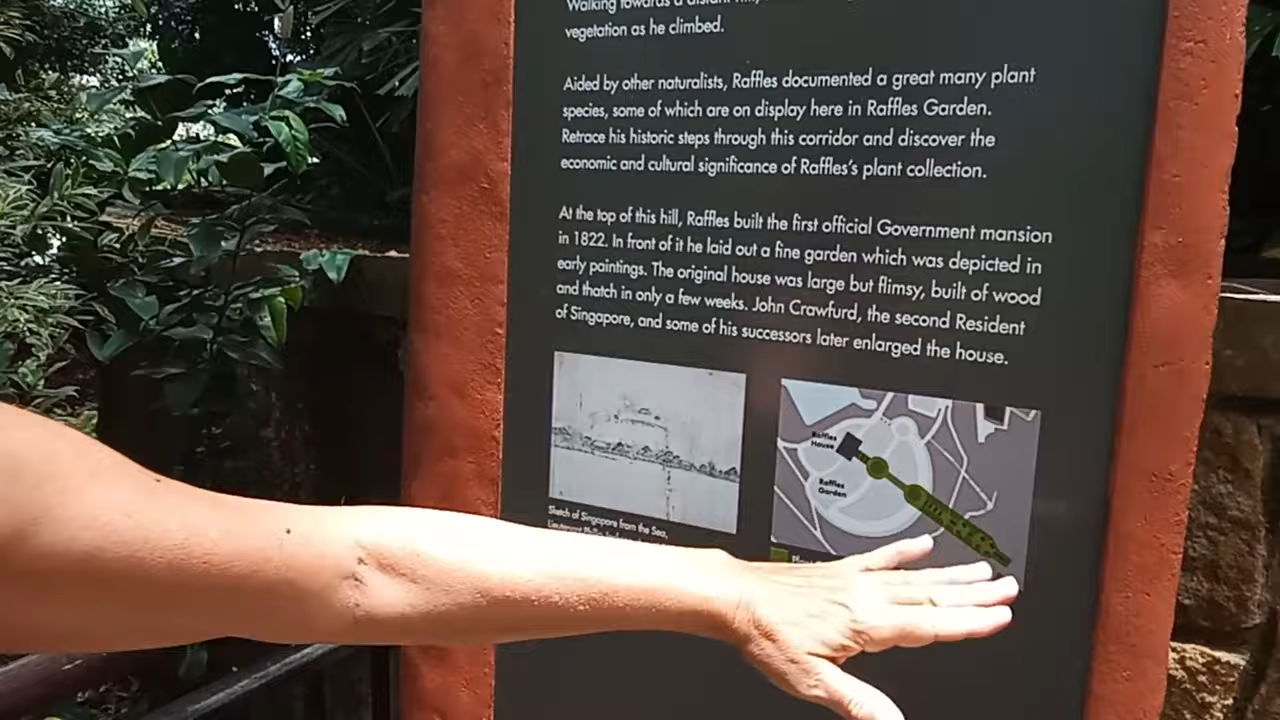 Walking towards a distant hill,
vegetation as he climbed.
Aided by other naturalists, Raffles documented a great many plant
species, some of which are on display here in Raffles Garden.
Retrace his historic steps through this corridor and discover the
economic and cultural significance of Raffles's plant collection.
At the top of this hill, Raffles built the first official Government mansion
in 1822. In front of it he laid out a fine garden which was depicted in
early paintings. The original house was large but flimsy, built of wood
and thatch in only a few weeks. John Crawfurd, the second Resident
of Singapore, and some of his successors later enlarged the house.
Raffles
House
Raffles
Garden
Sketch of Singapore from the Sea,
Lieutenant